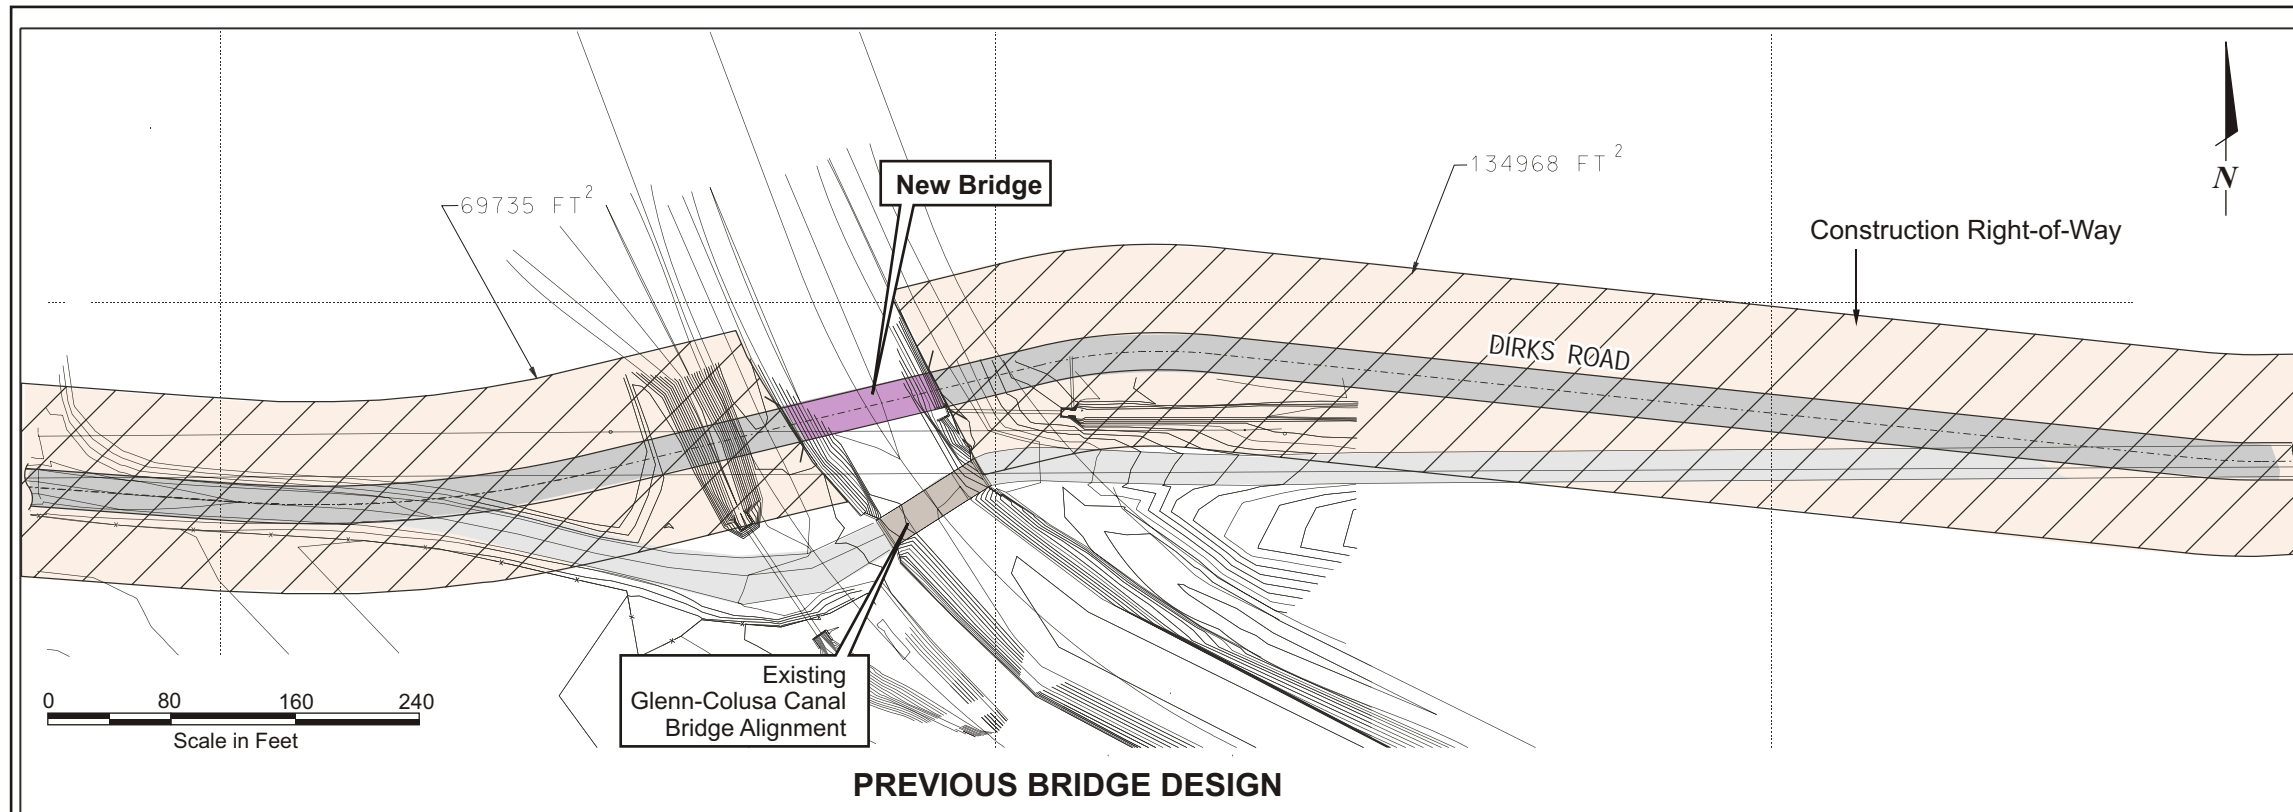 134968 FT²
New Bridge
69735 FT²
N
Construction Right-of-Way
DIRKS ROAD
Existing
Glenn-Colusa Canal
Bridge Alignment
0 80 160 240
Scale in Feet
PREVIOUS BRIDGE DESIGN